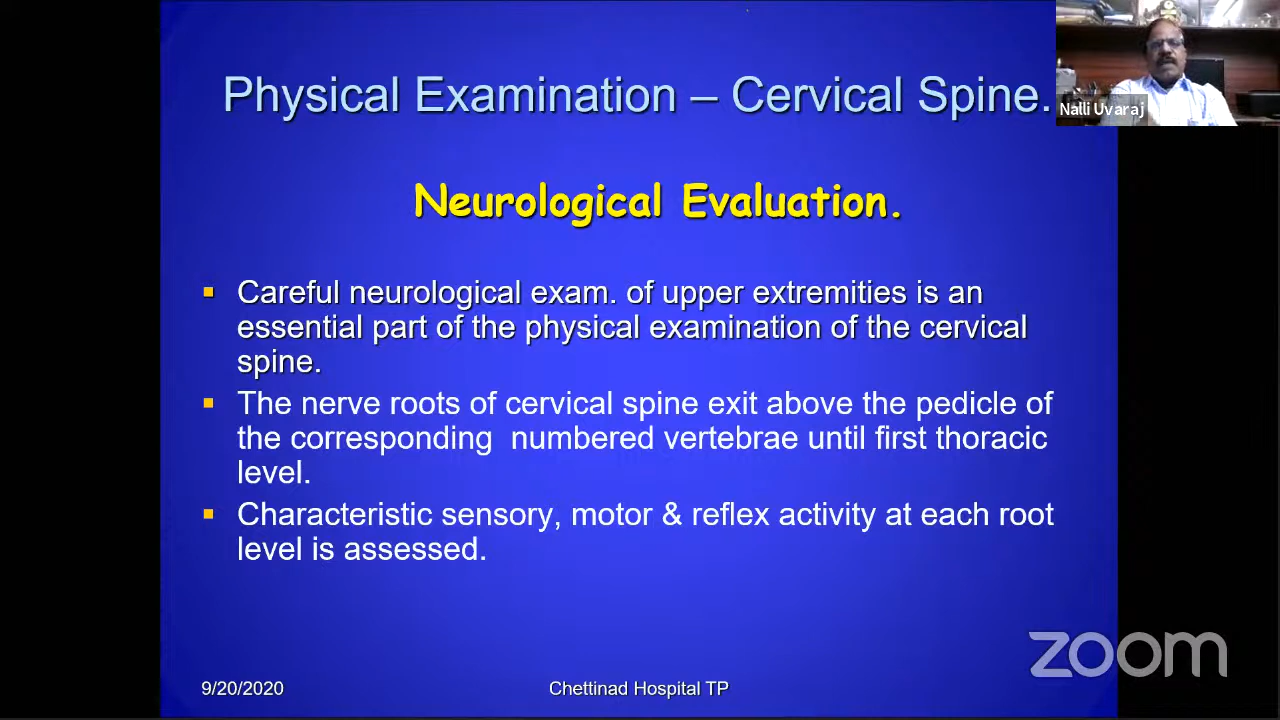 Physical Examination – Cervical Spine.
Nalli Uvaraj
Neurological Evaluation.
Careful neurological exam. of upper extremities is an
essential part of the physical examination of the cervical
spine.
The nerve roots of cervical spine exit above the pedicle of
the corresponding numbered vertebrae until first thoracic
level.
Characteristic sensory, motor & reflex activity at each root
level is assessed.
zoom
9/20/2020
Chettinad Hospital TP